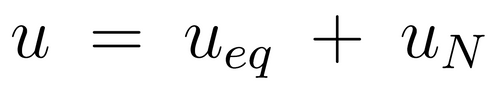 u = u_{eq} + u_N